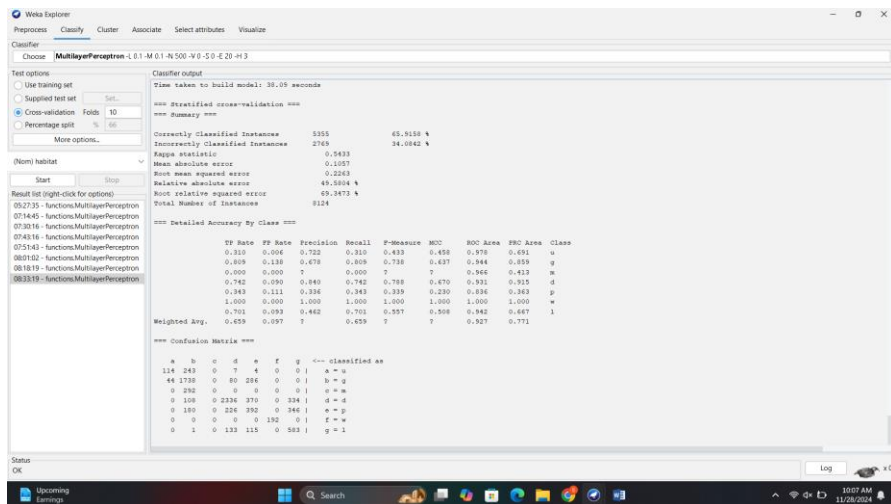 Weka Explorer
Preprocess Classify Cluster Associate Select attributes Visualize
Classifier
Choose MultilayerPerceptron -L 0.1 -M 0.1 -N 500 -V 0 -S 0 -E 20 -H 3
Test options
Use training set
Supplied test set Set...
Cross-validation Folds 10
Percentage split % 66
More options...
(Nom) habitat
Start Stop
Result list (right-click for options)
05:27:35 - functions.MultilayerPerceptron
07:14:45 - functions.MultilayerPerceptron
07:30:16 - functions.MultilayerPerceptron
07:43:16 - functions.MultilayerPerceptron
07:51:43 - functions.MultilayerPerceptron
08:01:02 - functions.MultilayerPerceptron
08:18:19 - functions.MultilayerPerceptron
08:33:19 - functions.MultilayerPerceptron
Classifier output
Time taken to build model: 38.09 seconds
=== Stratified cross-validation ===
=== Summary ===
Correctly Classified Instances 5355 65.9158 %
Incorrectly Classified Instances 2769 34.0842 %
Kappa statistic 0.5433
Mean absolute error 0.1057
Root mean squared error 0.2263
Relative absolute error 49.5804 %
Root relative squared error 69.3473 %
Total Number of Instances 8124
=== Detailed Accuracy By Class ===
TP Rate FP Rate Precision Recall F-Measure MCC ROC Area PRC Area Class
0.310 0.006 0.722 0.310 0.433 0.458 0.978 0.691 u
0.809 0.138 0.678 0.809 0.738 0.637 0.944 0.859 g
0.000 0.000 ? 0.000 ? ? 0.966 0.413 m
0.742 0.090 0.840 0.742 0.788 0.670 0.931 0.915 d
0.343 0.111 0.336 0.343 0.339 0.230 0.836 0.363 p
1.000 0.000 1.000 1.000 1.000 1.000 1.000 1.000 w
0.701 0.093 0.462 0.701 0.557 0.508 0.942 0.667 l
Weighted Avg. 0.659 0.097 ? 0.659 ? ? 0.927 0.771
=== Confusion Matrix ===
a b c d e f g <-- classified as
114 243 0 7 4 0 0 | a = u
44 1738 0 80 286 0 0 | b = g
0 292 0 0 0 0 0 | c = m
0 108 0 2336 370 0 334 | d = d
0 180 0 226 392 0 346 | e = p
0 0 0 0 0 192 0 | f = w
0 1 0 133 115 0 583 | g = l
Status
OK
Log
x 0
Upcoming
Earnings
Search
10:07 AM
11/28/2024